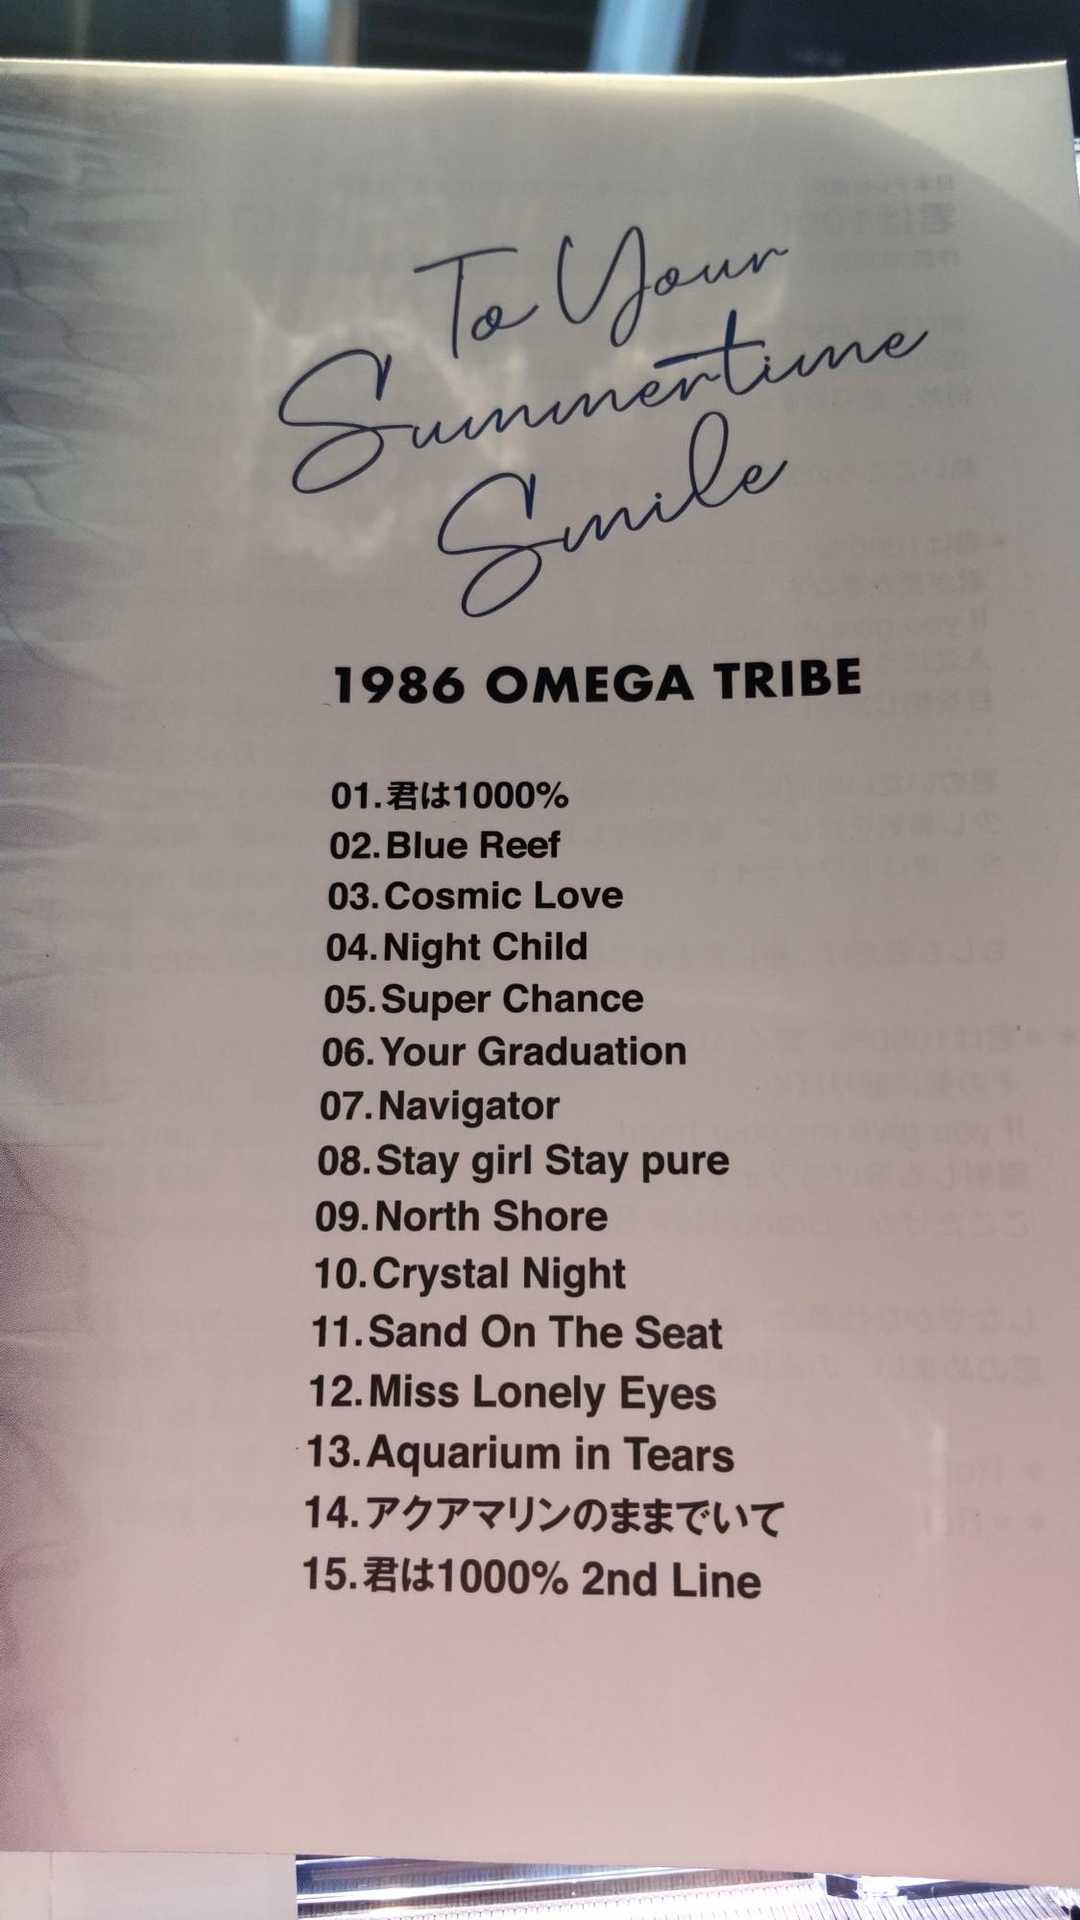 To Your
Summertime
Smile
1986 OMEGA TRIBE
01.君は1000%
02.Blue Reef
03.Cosmic Love
04.Night Child
05.Super Chance
06.Your Graduation
07.Navigator
08.Stay girl Stay pure
09.North Shore
10.Crystal Night
11.Sand On The Seat
12.Miss Lonely Eyes
13.Aquarium in Tears
14.アクアマリンのままでいて
15.君は1000% 2nd Line